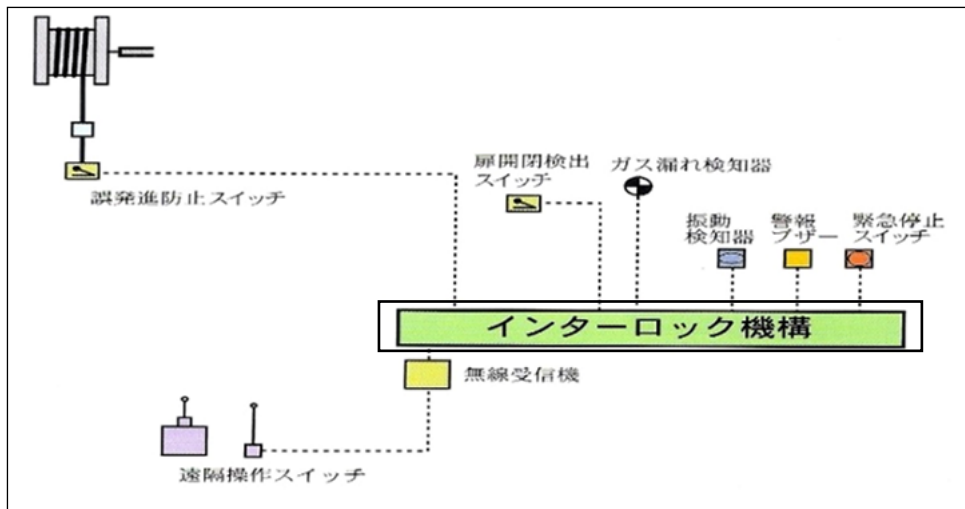 誤発進防止スイッチ
扉開閉検出
スイッチ
ガス漏れ検知器
振動
検知器
警報
ブザー
緊急停止
スイッチ
インターロック機構
無線受信機
遠隔操作スイッチ